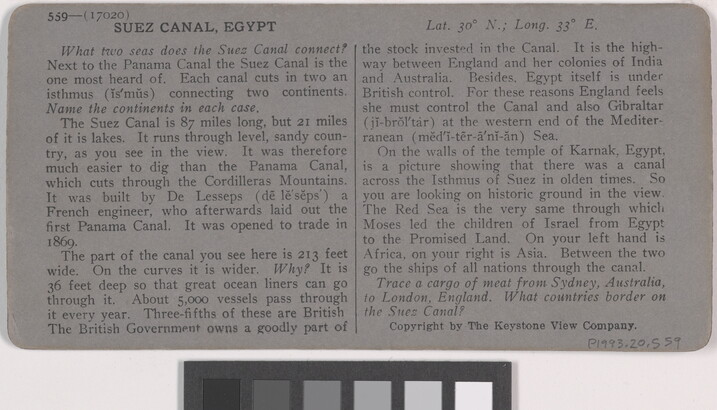 559—(17020)
SUEZ CANAL, EGYPT
Lat. 30° N.; Long. 33° E.
What two seas does the Suez Canal connect?
Next to the Panama Canal the Suez Canal is the
one most heard of. Each canal cuts in two an
isthmus (ĭs'mŭs) connecting two continents.
Name the continents in each case.
The Suez Canal is 87 miles long, but 21 miles
of it is lakes. It runs through level, sandy coun-
try, as you see in the view. It was therefore
much easier to dig than the Panama Canal,
which cuts through the Cordilleras Mountains.
It was built by De Lesseps (dĕ lĕ'sĕps') a
French engineer, who afterwards laid out the
first Panama Canal. It was opened to trade in
1869.
The part of the canal you see here is 213 feet
wide. On the curves it is wider. Why? It is
36 feet deep so that great ocean liners can go
through it. About 5,000 vessels pass through
it every year. Three-fifths of these are British
The British Government owns a goodly part of
the stock invested in the Canal. It is the high-
way between England and her colonies of India
and Australia. Besides, Egypt itself is under
British control. For these reasons England feels
she must control the Canal and also Gibraltar
(jĭ-brôl'tȧr) at the western end of the Mediter-
ranean (mĕd'ĭ-tĕr-ā'nĭ-ăn) Sea.
On the walls of the temple of Karnak, Egypt,
is a picture showing that there was a canal
across the Isthmus of Suez in olden times. So
you are looking on historic ground in the view.
The Red Sea is the very same through which
Moses led the children of Israel from Egypt
to the Promised Land. On your left hand is
Africa, on your right is Asia. Between the two
go the ships of all nations through the canal.
Trace a cargo of meat from Sydney, Australia,
to London, England. What countries border on
the Suez Canal?
Copyright by The Keystone View Company.
P1993.20.559